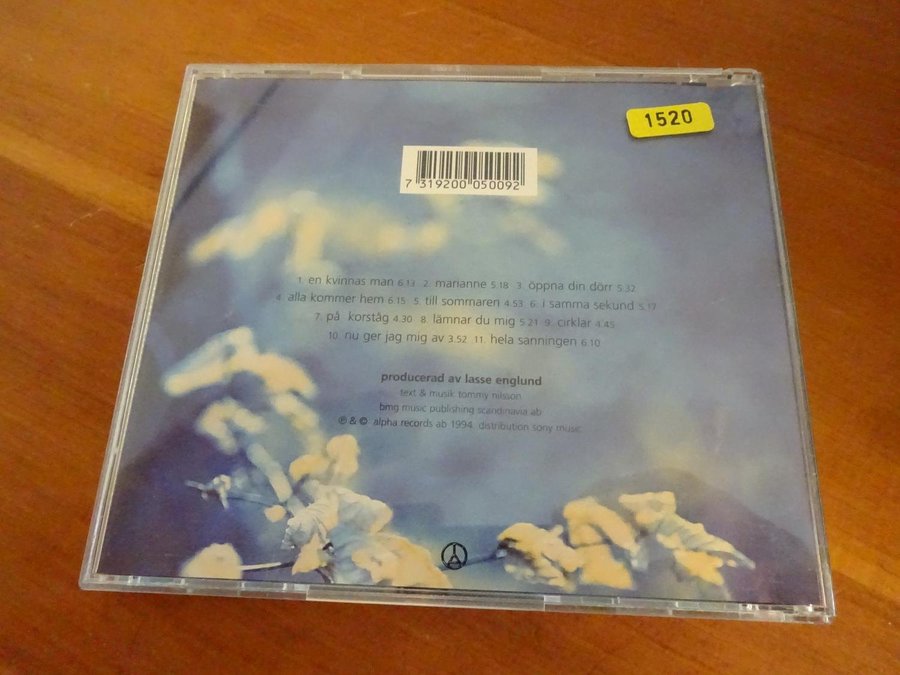 1520
7 319200 050092
1. en kvinnas man 6.13 2. marianne 5.18 3. öppna din dörr 5.32
4. alla kommer hem 6.15 5. till sommaren 4.53 6. i samma sekund 5.17
7. på korståg 4.30 8. lämnar du mig 5.21 9. cirklar 4.45
10. nu ger jag mig av 3.52 11. hela sanningen 6.10
producerad av lasse englund
text & musik tommy nilsson
bmg music publishing scandinavia ab
℗ & © alpha records ab 1994. distribution sony music